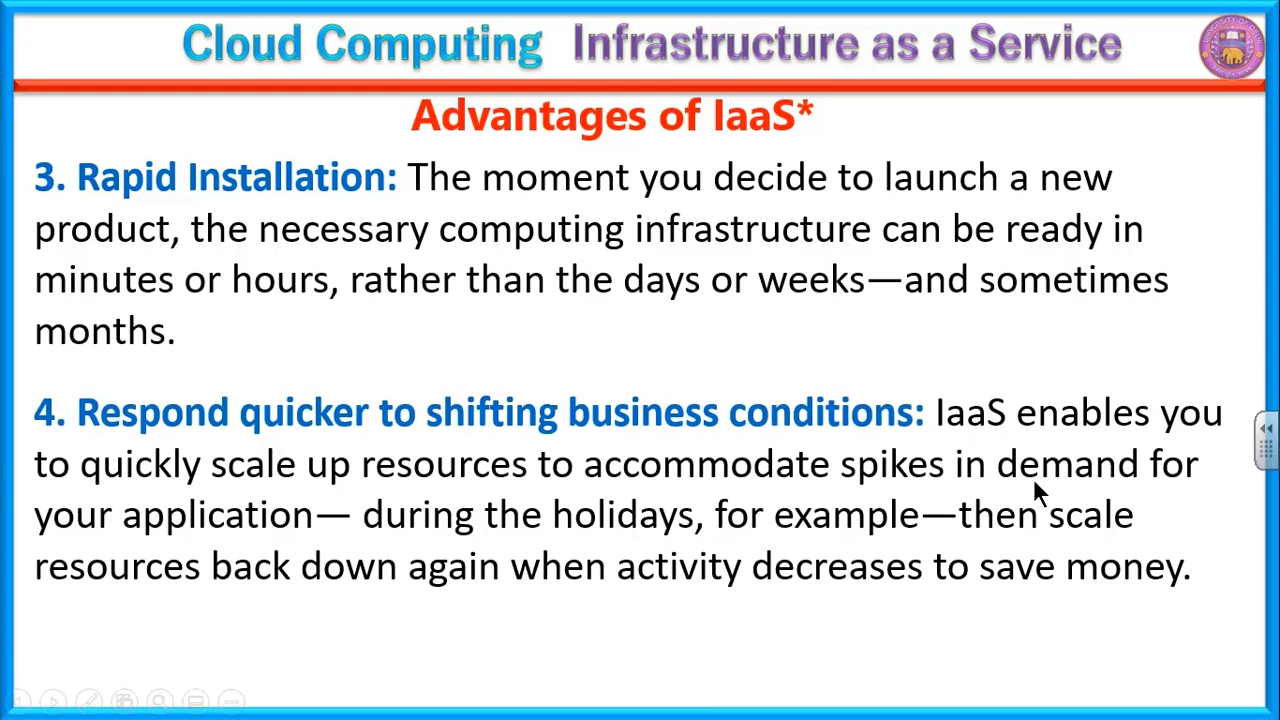 Cloud Computing Infrastructure as a Service
Advantages of IaaS*
3. Rapid Installation: The moment you decide to launch a new
product, the necessary computing infrastructure can be ready in
minutes or hours, rather than the days or weeks—and sometimes
months.
4. Respond quicker to shifting business conditions: IaaS enables you
to quickly scale up resources to accommodate spikes in demand for
your application— during the holidays, for example—then scale
resources back down again when activity decreases to save money.